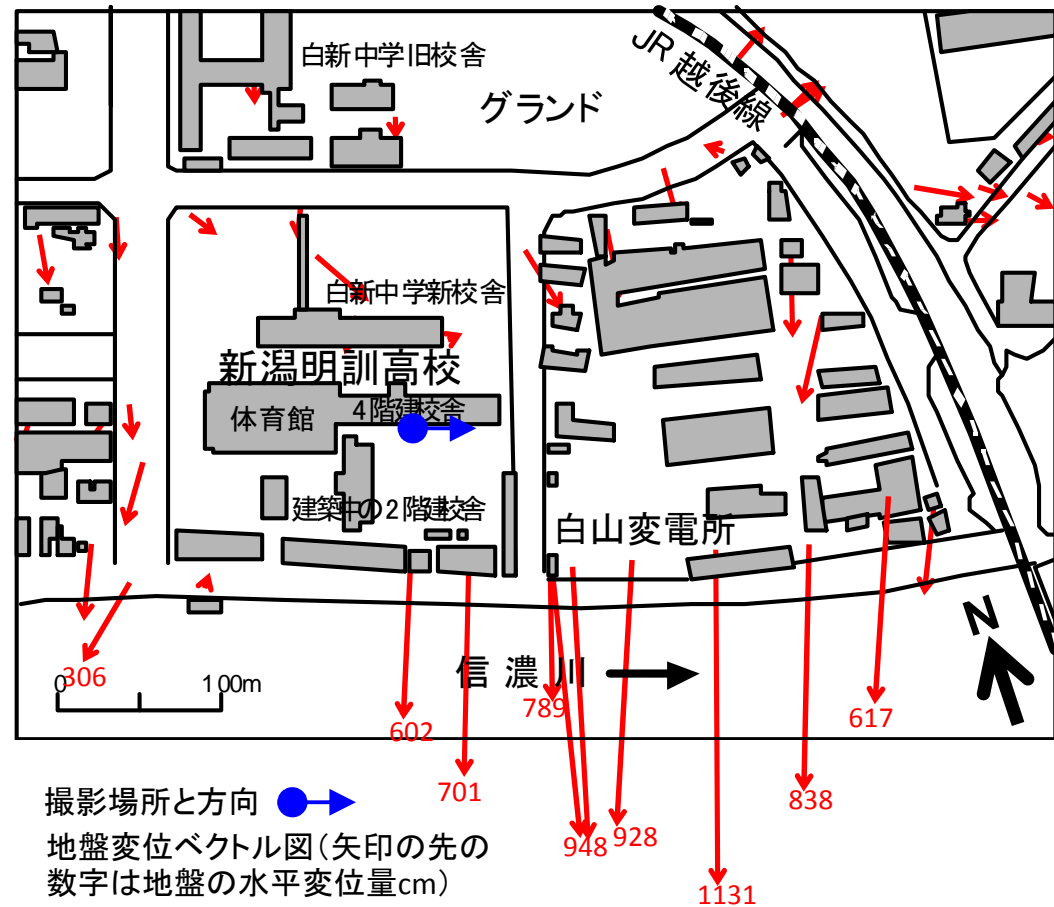 白新中学旧校舎
グランド
JR越後線
白新中学新校舎
新潟明訓高校
体育館
4階建校舎
建築中の2階建校舎
白山変電所
N
信濃川
306
0 100m
602
701
789
948
928
1131
838
617
撮影場所と方向
地盤変位ベクトル図(矢印の先の
数字は地盤の水平変位量cm)